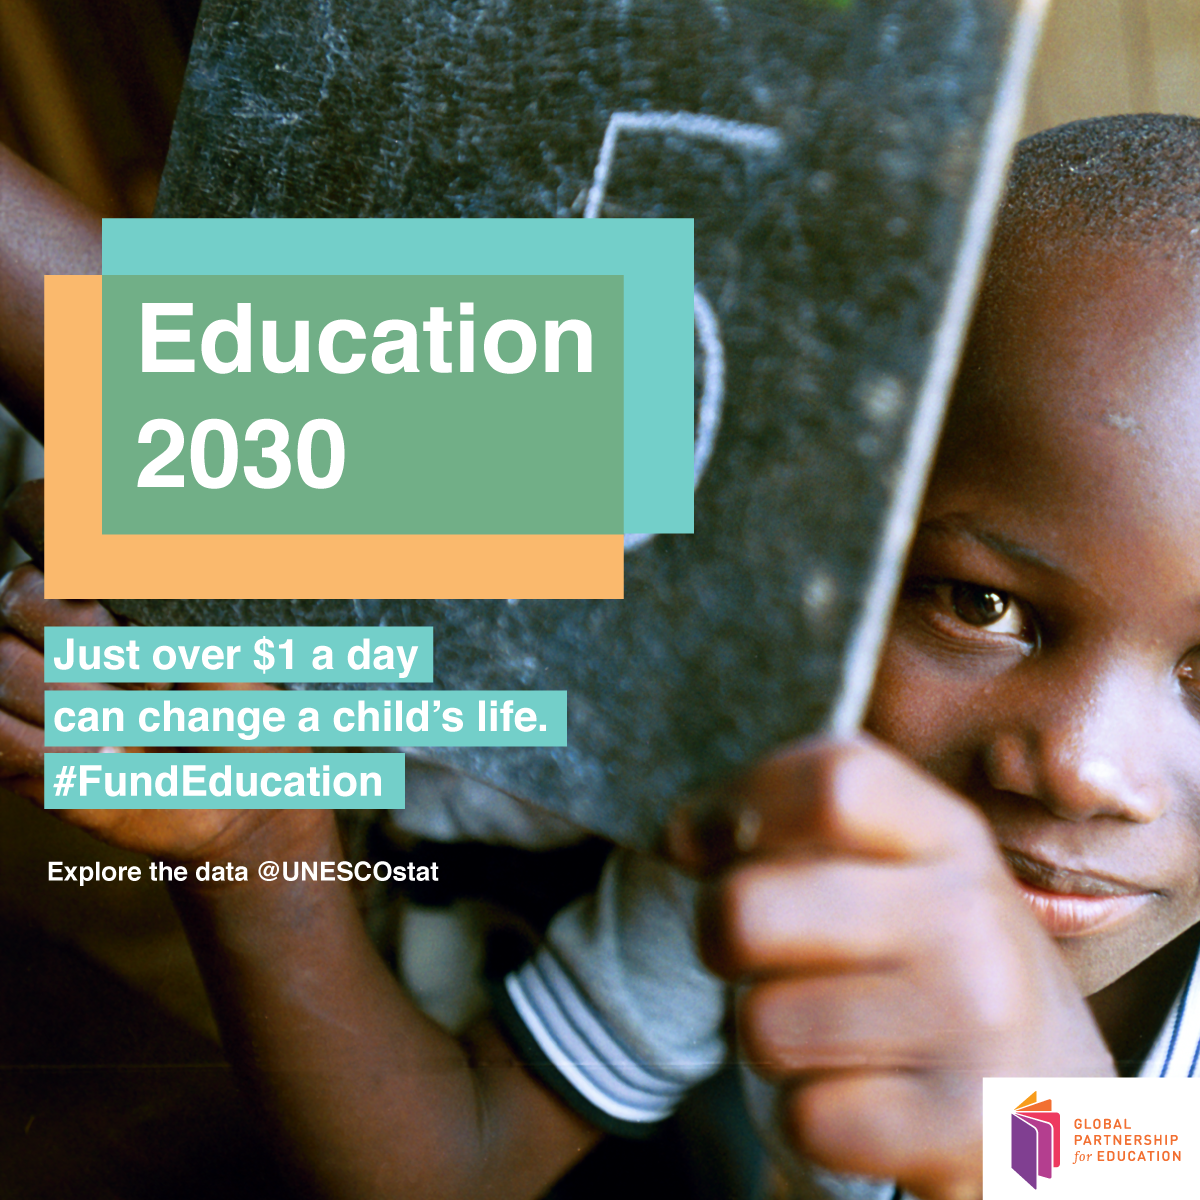 Education
2030
Just over $1 a day
can change a child’s life.
#FundEducation
Explore the data @UNESCOstat
GLOBAL
PARTNERSHIP
for EDUCATION